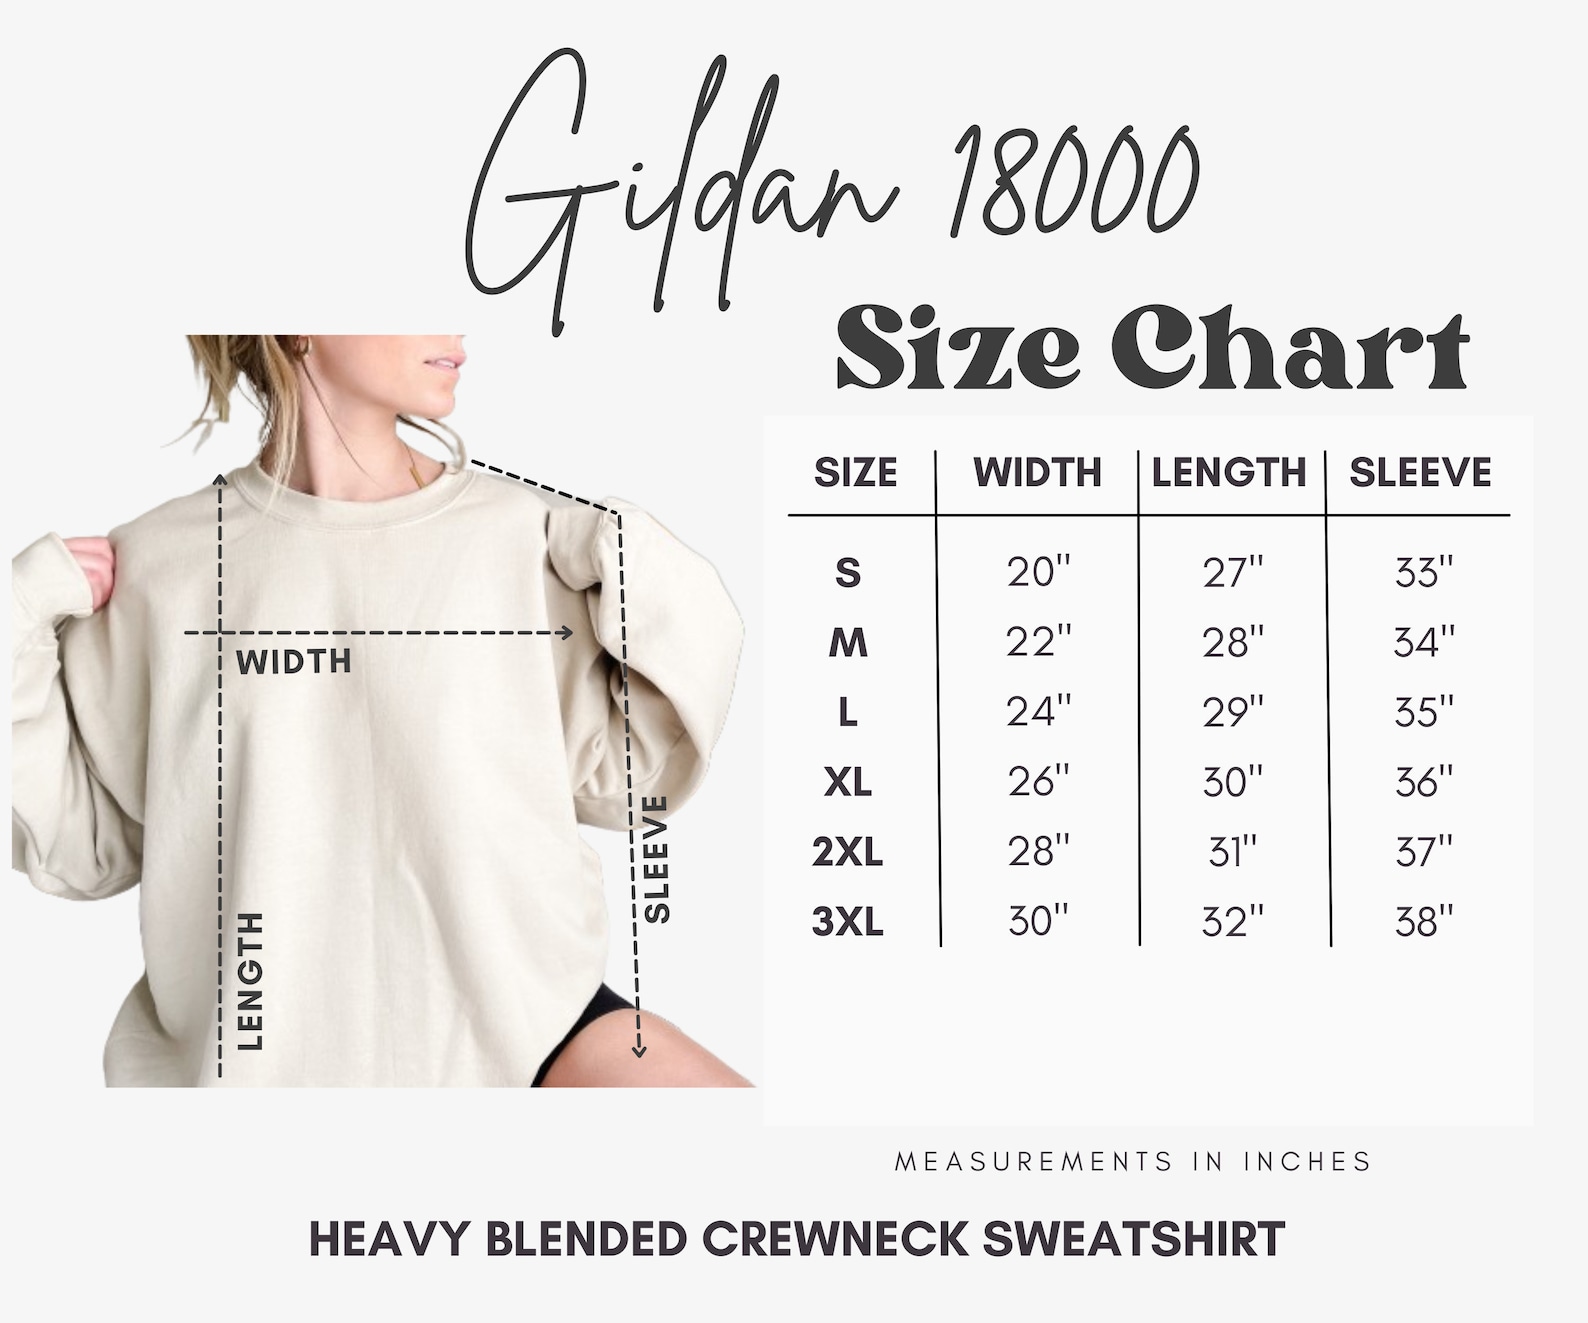 Gildan 18000
Size Chart
SIZE WIDTH LENGTH SLEEVE
S 20" 27" 33"
M 22" 28" 34"
L 24" 29" 35"
XL 26" 30" 36"
2XL 28" 31" 37"
3XL 30" 32" 38"
WIDTH
SLEEVE
LENGTH
MEASUREMENTS IN INCHES
HEAVY BLENDED CREWNECK SWEATSHIRT